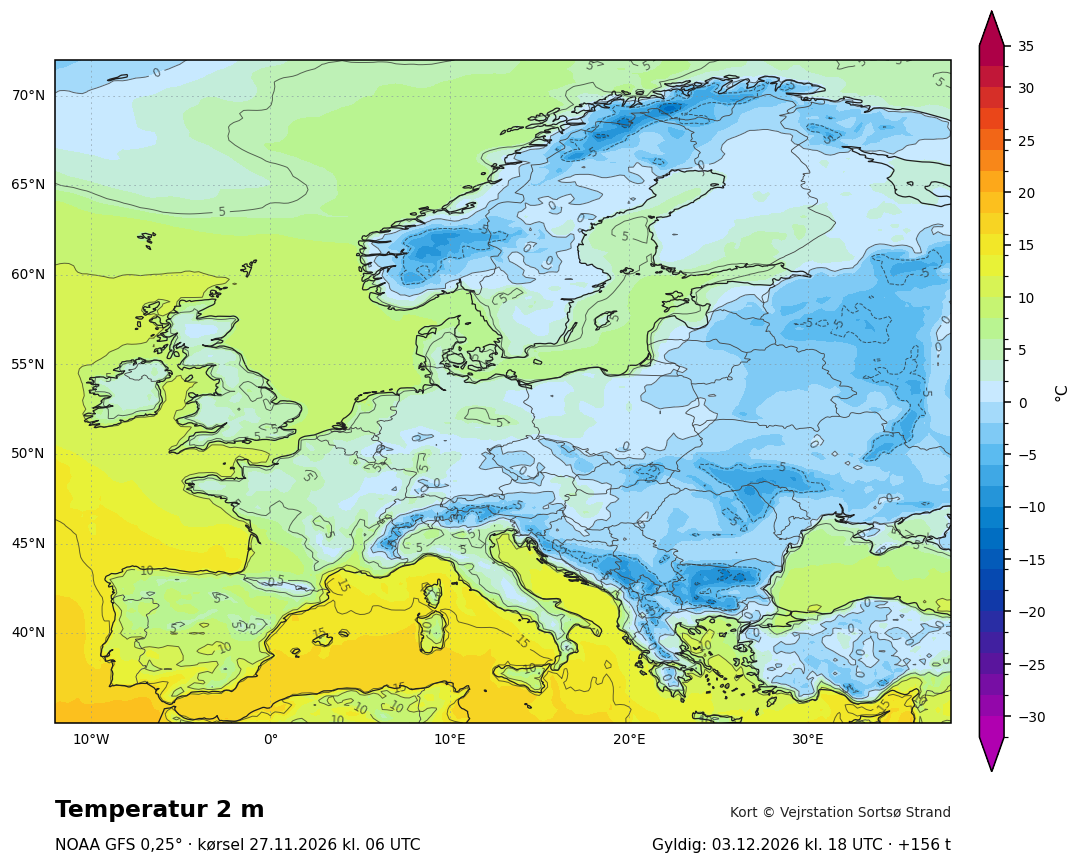 70°N
65°N
60°N
55°N
50°N
45°N
40°N
10°W
0°
10°E
20°E
30°E
35
30
25
20
15
10
5
0
−5
−10
−15
−20
−25
−30
°C
Temperatur 2 m
Kort © Vejrstation Sortsø Strand
NOAA GFS 0,25° · kørsel 27.11.2026 kl. 06 UTC
Gyldig: 03.12.2026 kl. 18 UTC · +156 t